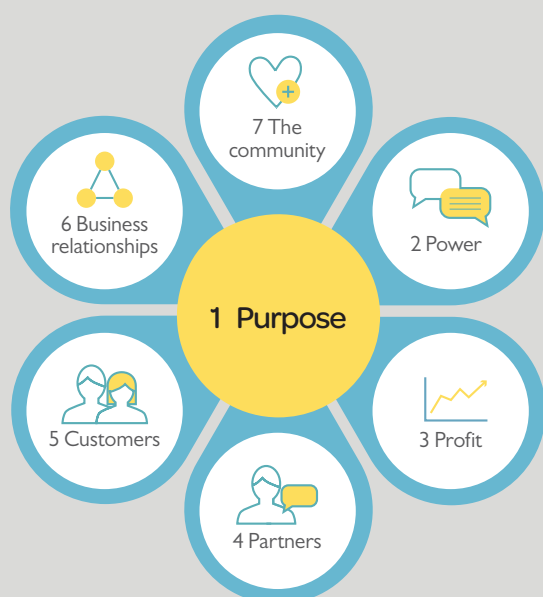 1 Purpose
2 Power
3 Profit
4 Partners
5 Customers
6 Business
relationships
7 The
community